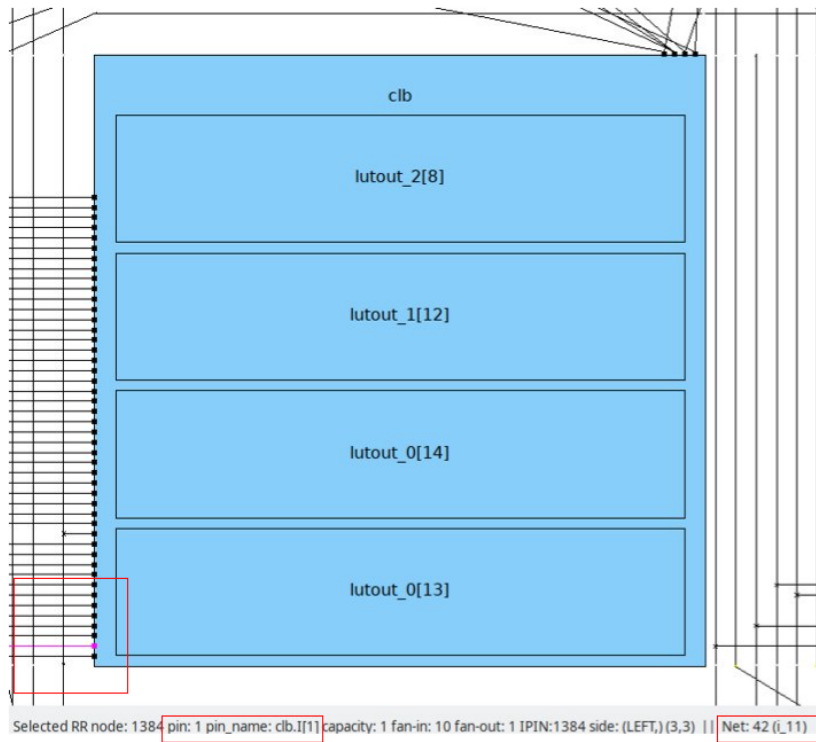 clb
lutout_2[8]
lutout_1[12]
lutout_0[14]
lutout_0[13]
Selected RR node: 1384 pin: 1 pin_name: clb.I[1] capacity: 1 fan-in: 10 fan-out: 1 IPIN:1384 side: (LEFT,) (3,3) || Net: 42 (i_11)